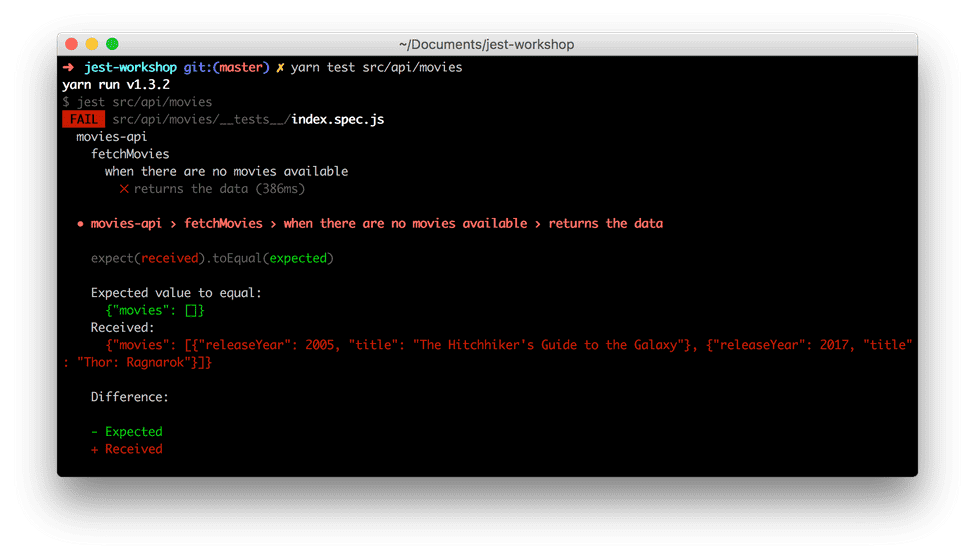 ~/Documents/jest-workshop
➜ jest-workshop git:(master) ✗ yarn test src/api/movies
yarn run v1.3.2
$ jest src/api/movies
FAIL src/api/movies/__tests__/index.spec.js
movies-api
fetchMovies
when there are no movies available
✕ returns the data (386ms)
● movies-api › fetchMovies › when there are no movies available › returns the data
expect(received).toEqual(expected)
Expected value to equal:
{"movies": []}
Received:
{"movies": [{"releaseYear": 2005, "title": "The Hitchhiker's Guide to the Galaxy"}, {"releaseYear": 2017, "title"
: "Thor: Ragnarok"}]}
Difference:
- Expected
+ Received